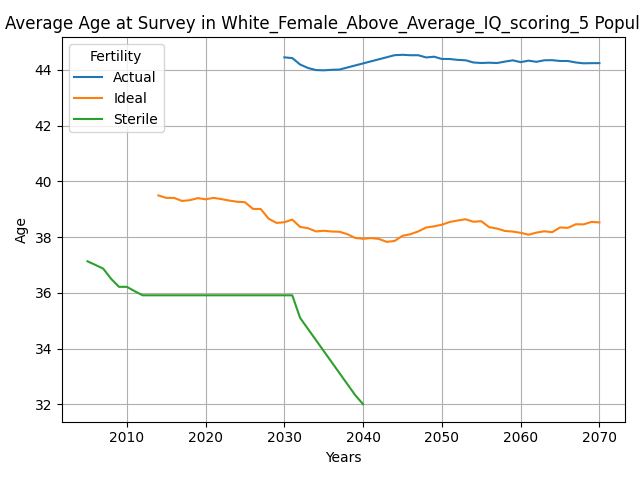 Average Age at Survey in White_Female_Above_Average_IQ_scoring_5 Popul
Fertility
Actual
Ideal
Sterile
Age
44
42
40
38
36
34
32
2010 2020 2030 2040 2050 2060 2070
Years